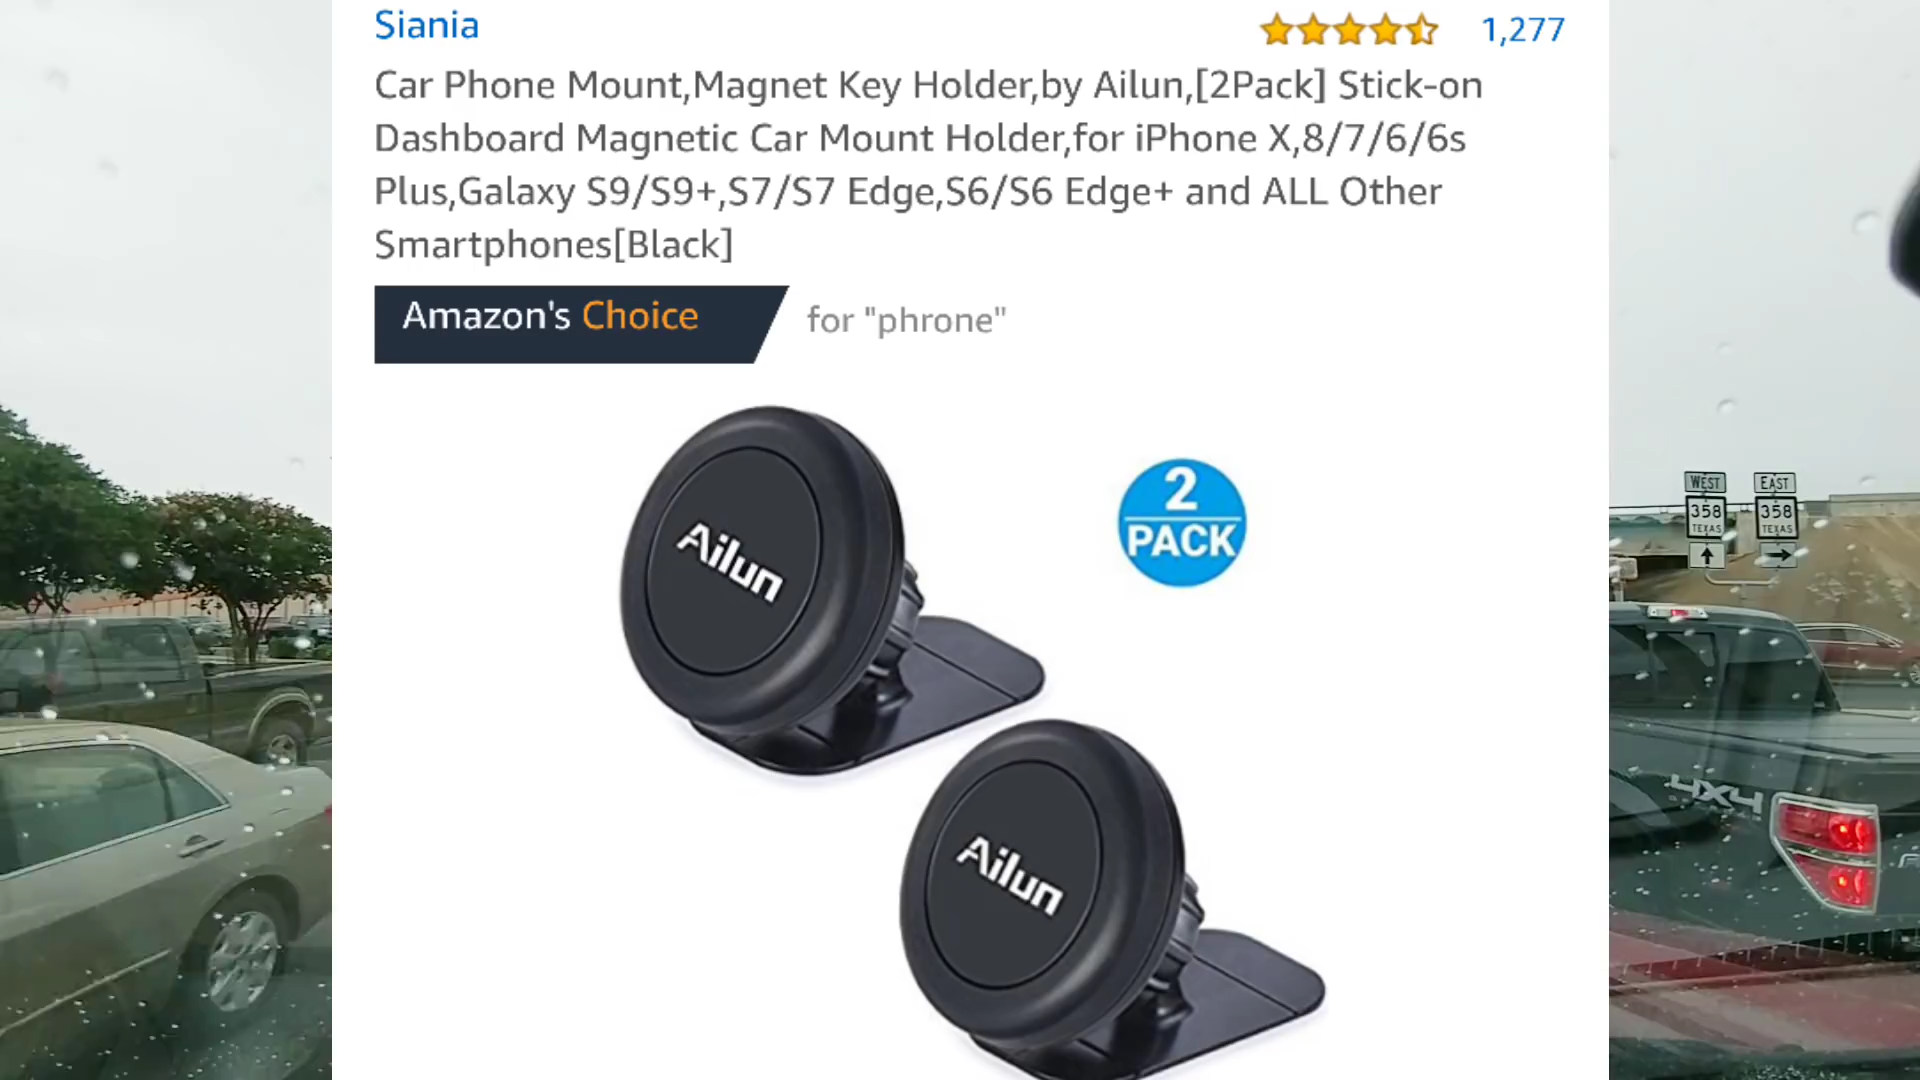 Siania
1,277
Car Phone Mount,Magnet Key Holder,by Ailun,[2Pack] Stick-on
Dashboard Magnetic Car Mount Holder,for iPhone X,8/7/6/6s
Plus,Galaxy S9/S9+,S7/S7 Edge,S6/S6 Edge+ and ALL Other
Smartphones[Black]
Amazon's Choice for "phrone"
Ailun
2
PACK
Ailun
WEST
358
TEXAS
EAST
358
TEXAS
4X4